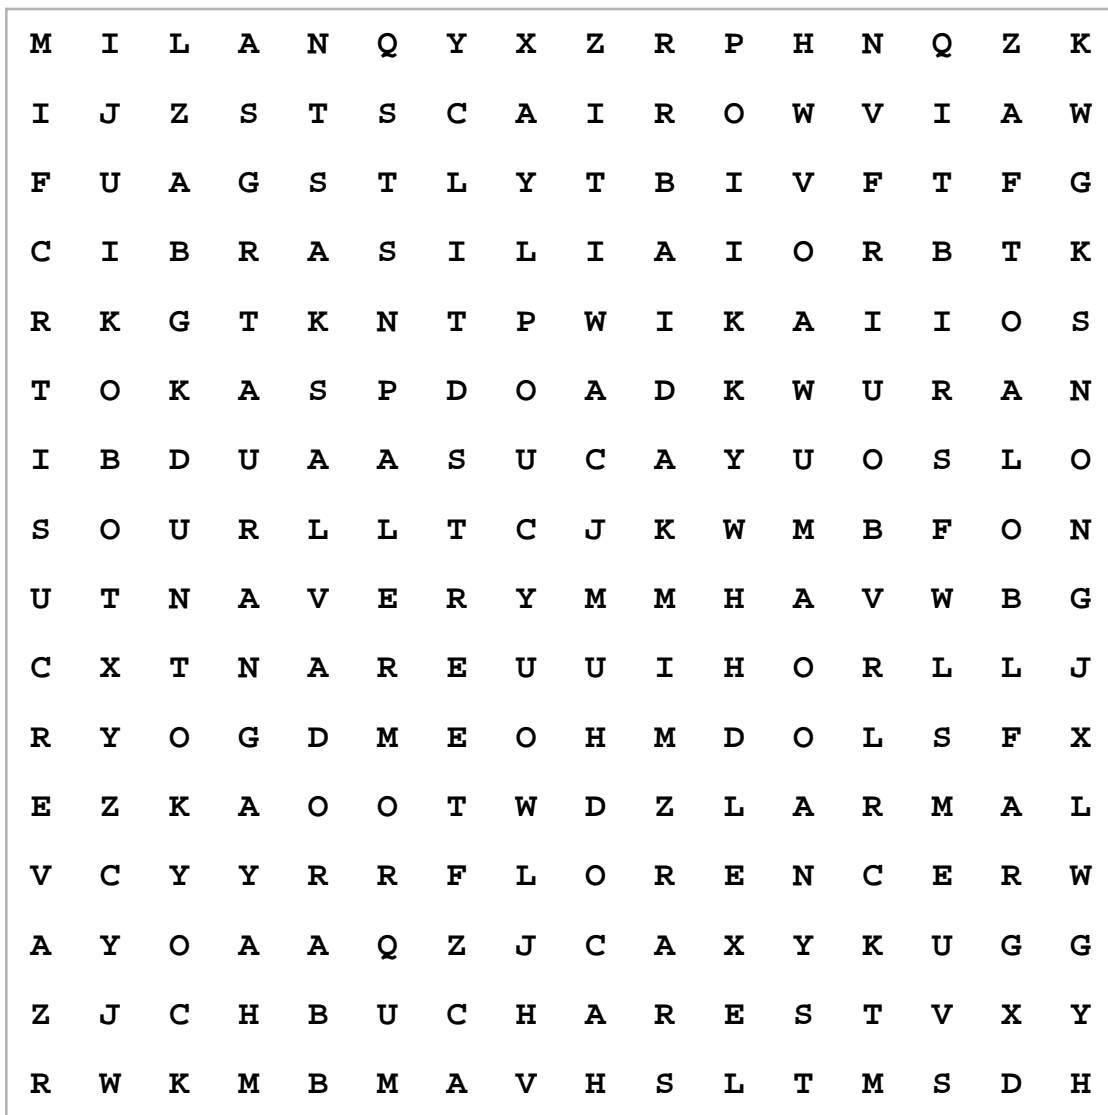 M I L A N Q Y X Z R P H N Q Z K
I J Z S T S C A I R O W V I A W
F U A G S T L Y T B I V F T F G
C I B R A S I L I A I O R B T K
R K G T K N T P W I K A I I O S
T O K A S P D O A D K W U R A N
I B D U A A S U C A Y U O S L O
S O U R L L T C J K W M B F O N
U T N A V E R Y M M H A V W B G
C X T N A R E U U I H O R L L J
R Y O G D M E O H M D O L S F X
E Z K A O O T W D Z L A R M A L
V C Y Y R R F L O R E N C E R W
A Y O A A Q Z J C A X Y K U G G
Z J C H B U C H A R E S T V X Y
R W K M B M A V H S L T M S D H